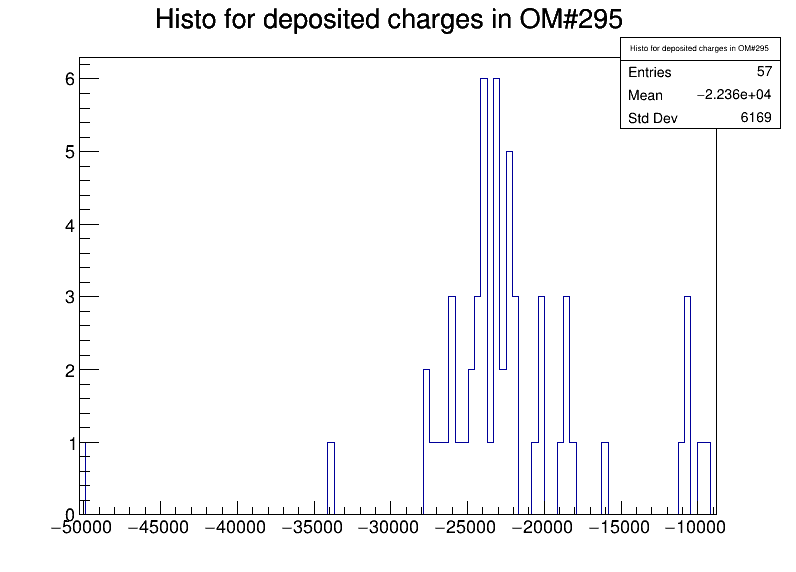 Histo for deposited charges in OM#295
Histo for deposited charges in OM#295
Entries 57
Mean −2.236e+04
Std Dev 6169
6
5
4
3
2
1
0
−50000 −45000 −40000 −35000 −30000 −25000 −20000 −15000 −10000